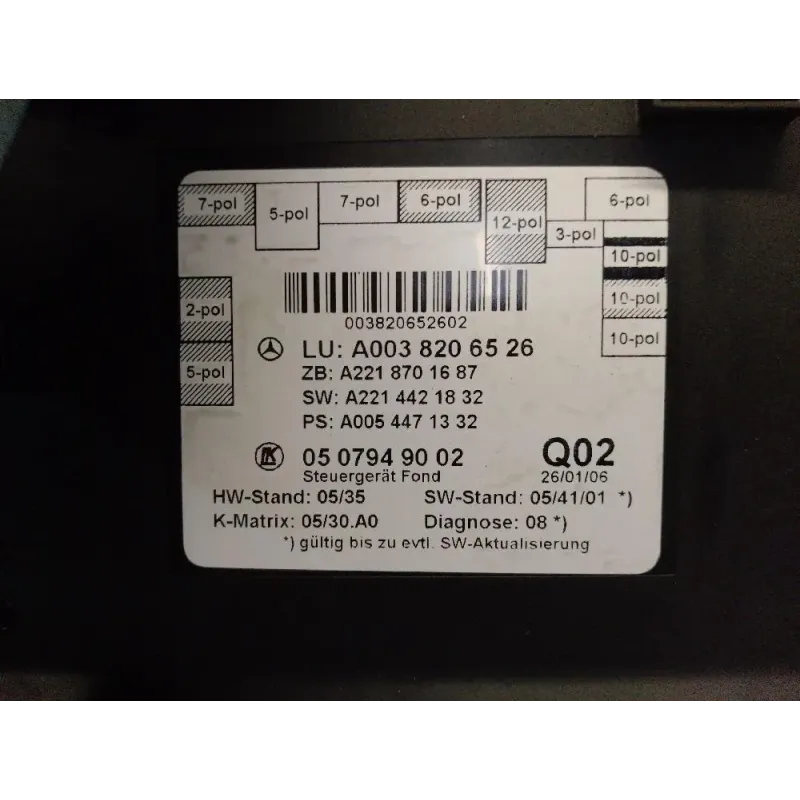 7-pol
5-pol
7-pol
6-pol
12-pol
3-pol
6-pol
10-pol
10-pol
10-pol
2-pol
5-pol
003820652602
LU: A003 820 65 26
ZB: A221 870 16 87
SW: A221 442 18 32
PS: A005 447 13 32
05 0794 90 02 Q02
Steuergerät Fond 26/01/06
HW-Stand: 05/35 SW-Stand: 05/41/01 *)
K-Matrix: 05/30.A0 Diagnose: 08 *)
*) gültig bis zu evtl. SW-Aktualisierung